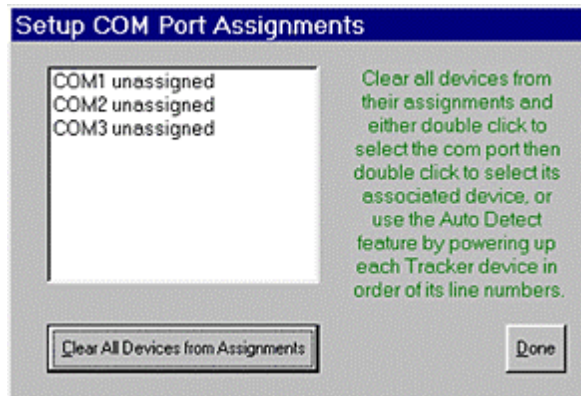 Setup COM Port Assignments
COM1 unassigned
COM2 unassigned
COM3 unassigned
Clear all devices from
their assignments and
either double click to
select the com port then
double click to select its
associated device, or
use the Auto Detect
feature by powering up
each Tracker device in
order of its line numbers.
Clear All Devices from Assignments
Done